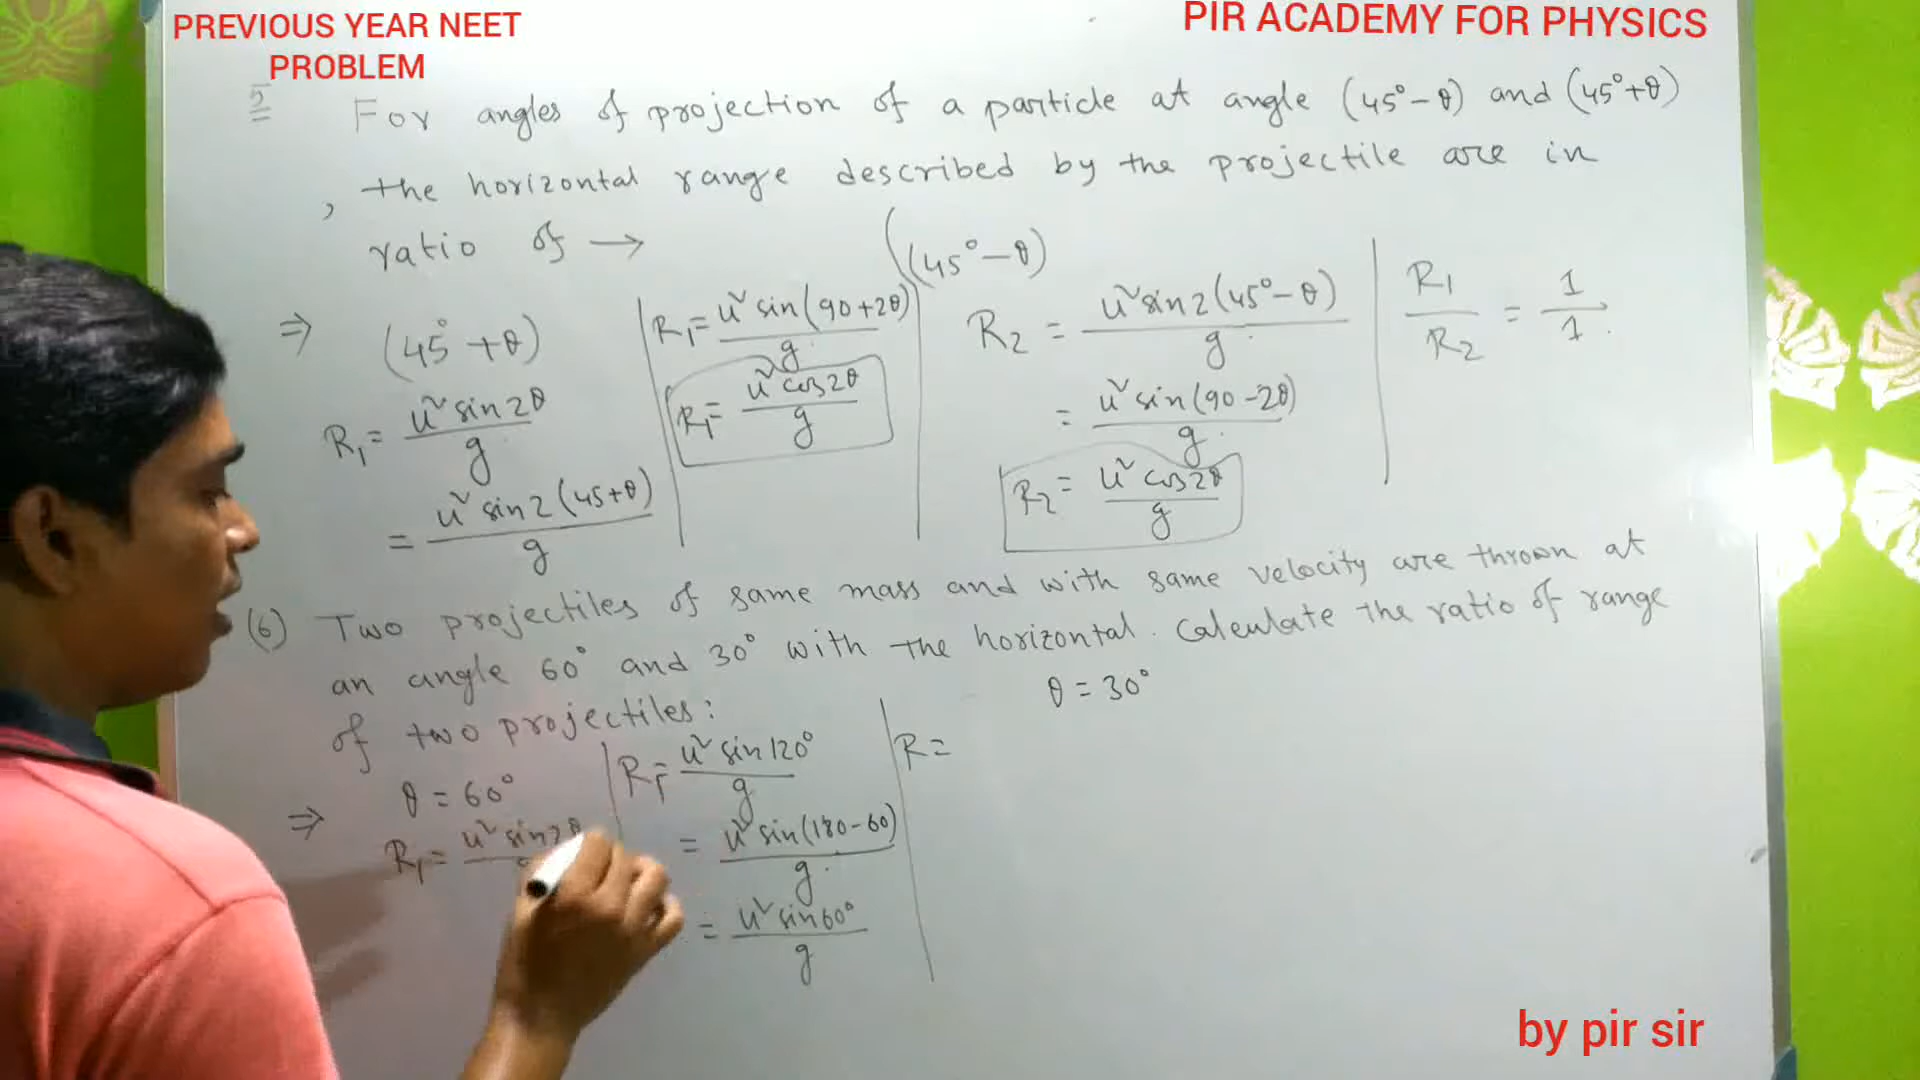 PREVIOUS YEAR NEET
PROBLEM
PIR ACADEMY FOR PHYSICS
5 For angles of projection of a particle at angle (45°-θ) and (45°+θ)
, the horizontal range described by the projectile are in
ratio of →
⇒ (45°+θ)
R₁ = u² sin2θ / g
= u² sin2(45+θ) / g
R₁ = u² sin(90+2θ) / g
R₁ = u² cos2θ / g
(45°-θ)
R₂ = u² sin2(45°-θ) / g
= u² sin(90-2θ) / g
R₂ = u² cos2θ / g
R₁ / R₂ = 1 / 1
(6) Two projectiles of same mass and with same velocity are thrown at
an angle 60° and 30° with the horizontal. Calculate the ratio of range
of two projectiles:
⇒ θ = 60°
R₁ = u² sin2θ
R₁ = u² sin120° / g
= u² sin(180-60) / g
= u² sin60° / g
θ = 30°
R =
by pir sir